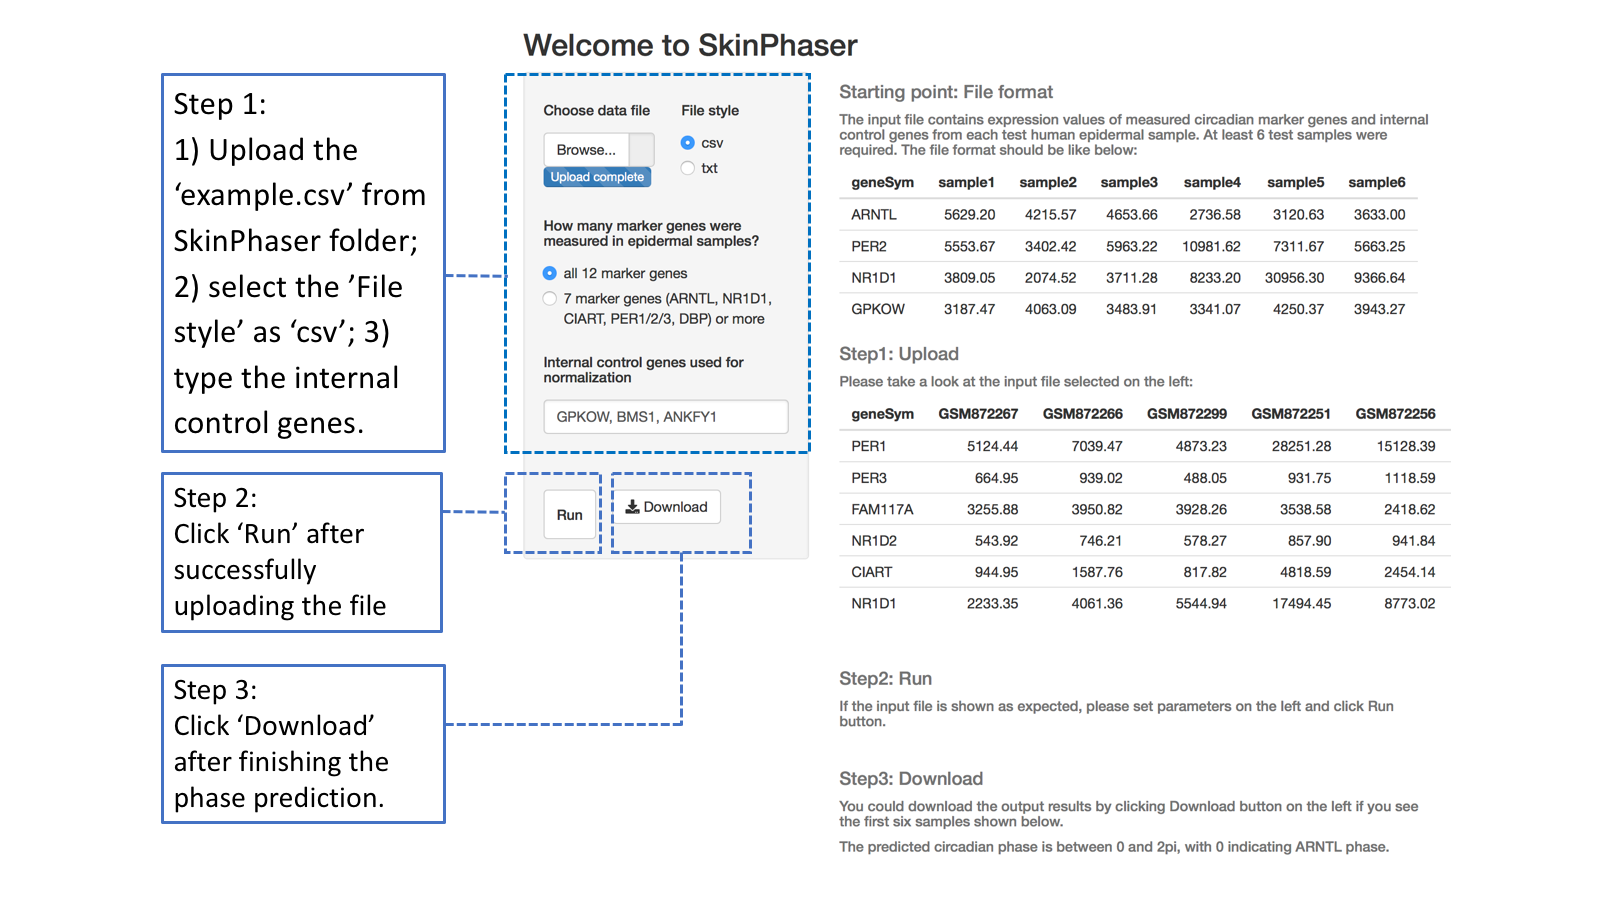 Welcome to SkinPhaser
Step 1:
1) Upload the
‘example.csv’ from
SkinPhaser folder;
2) select the ’File
style’ as ‘csv’; 3)
type the internal
control genes.
Step 2:
Click ‘Run’ after
successfully
uploading the file
Step 3:
Click ‘Download’
after finishing the
phase prediction.
Choose data file File style
Browse... csv
Upload complete txt
How many marker genes were
measured in epidermal samples?
all 12 marker genes
7 marker genes (ARNTL, NR1D1,
CIART, PER1/2/3, DBP) or more
Internal control genes used for
normalization
GPKOW, BMS1, ANKFY1
Run Download
Starting point: File format
The input file contains expression values of measured circadian marker genes and internal
control genes from each test human epidermal sample. At least 6 test samples were
required. The file format should be like below:
geneSym sample1 sample2 sample3 sample4 sample5 sample6
ARNTL 5629.20 4215.57 4653.66 2736.58 3120.63 3633.00
PER2 5553.67 3402.42 5963.22 10981.62 7311.67 5663.25
NR1D1 3809.05 2074.52 3711.28 8233.20 30956.30 9366.64
GPKOW 3187.47 4063.09 3483.91 3341.07 4250.37 3943.27
Step1: Upload
Please take a look at the input file selected on the left:
geneSym GSM872267 GSM872266 GSM872299 GSM872251 GSM872256
PER1 5124.44 7039.47 4873.23 28251.28 15128.39
PER3 664.95 939.02 488.05 931.75 1118.59
FAM117A 3255.88 3950.82 3928.26 3538.58 2418.62
NR1D2 543.92 746.21 578.27 857.90 941.84
CIART 944.95 1587.76 817.82 4818.59 2454.14
NR1D1 2233.35 4061.36 5544.94 17494.45 8773.02
Step2: Run
If the input file is shown as expected, please set parameters on the left and click Run
button.
Step3: Download
You could download the output results by clicking Download button on the left if you see
the first six samples shown below.
The predicted circadian phase is between 0 and 2pi, with 0 indicating ARNTL phase.